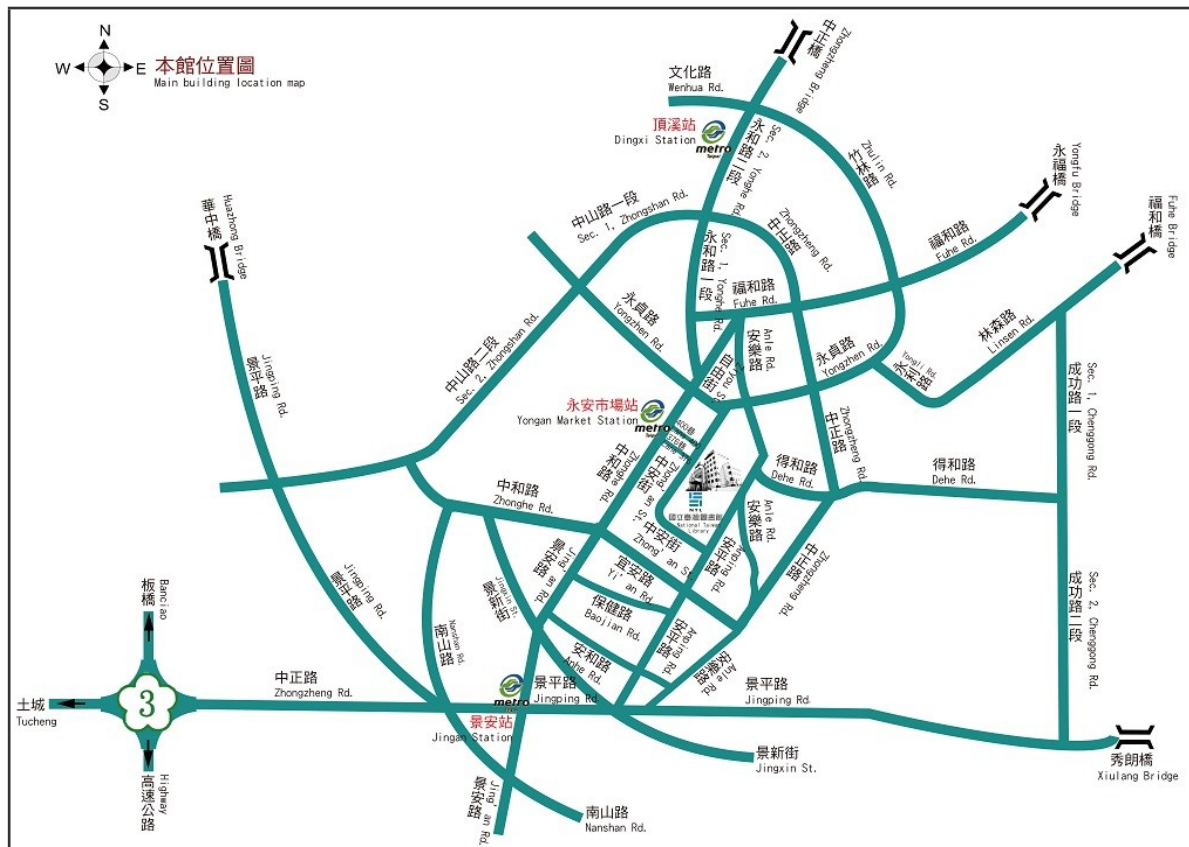 N
W
E
S
本館位置圖
Main building location map
中正橋
Zhongzheng Bridge
文化路
Wenhua Rd.
頂溪站
Dingxi Station
metro
永和路二段
Sec. 2, Yonghe Rd.
竹林路
Zhulin Rd.
永福橋
Yongfu Bridge
福和橋
Fuhe Bridge
華中橋
Huazhong Bridge
中山路一段
Sec. 1, Zhongshan Rd.
中正路
Zhongzheng Rd.
永和路一段
Sec. 1, Yonghe Rd.
福和路
Fuhe Rd.
福和路
Fuhe Rd.
永貞路
Yongzhen Rd.
林森路
Linsen Rd.
景平路
Jingping Rd.
中山路二段
Sec. 2, Zhongshan Rd.
自由街
Ziyou St.
安樂路
Anle Rd.
永貞路
Yongzhen Rd.
永利路
Yongli Rd.
成功路一段
Sec. 1, Chenggong Rd.
永安市場站
Yongan Market Station
metro
400巷
中正路
Zhongzheng Rd.
中和路
Zhonghe Rd.
中安街
Zhong' an St.
得和路
Dehe Rd.
得和路
Dehe Rd.
中和路
Zhonghe Rd.
國立臺灣圖書館
National Taiwan
Library
安樂路
Anle Rd.
中安街
Zhong' an St.
景安路
Jing' an Rd.
宜安路
Yi' an Rd.
安平路
Anping Rd.
中正路
Zhongzheng Rd.
景平路
Jingping Rd.
景新街
Jingxin St.
保健路
Baojian Rd.
成功路二段
Sec. 2, Chenggong Rd.
板橋
Banciao
南山路
Nanshan Rd.
安和路
Anhe Rd.
安平路
Anping Rd.
安樂路
Anle Rd.
土城
Tucheng
3
中正路
Zhongzheng Rd.
metro
景平路
Jingping Rd.
景平路
Jingping Rd.
景安站
Jingan Station
高速公路
Highway
景安路
Jing' an Rd.
景新街
Jingxin St.
秀朗橋
Xiulang Bridge
南山路
Nanshan Rd.